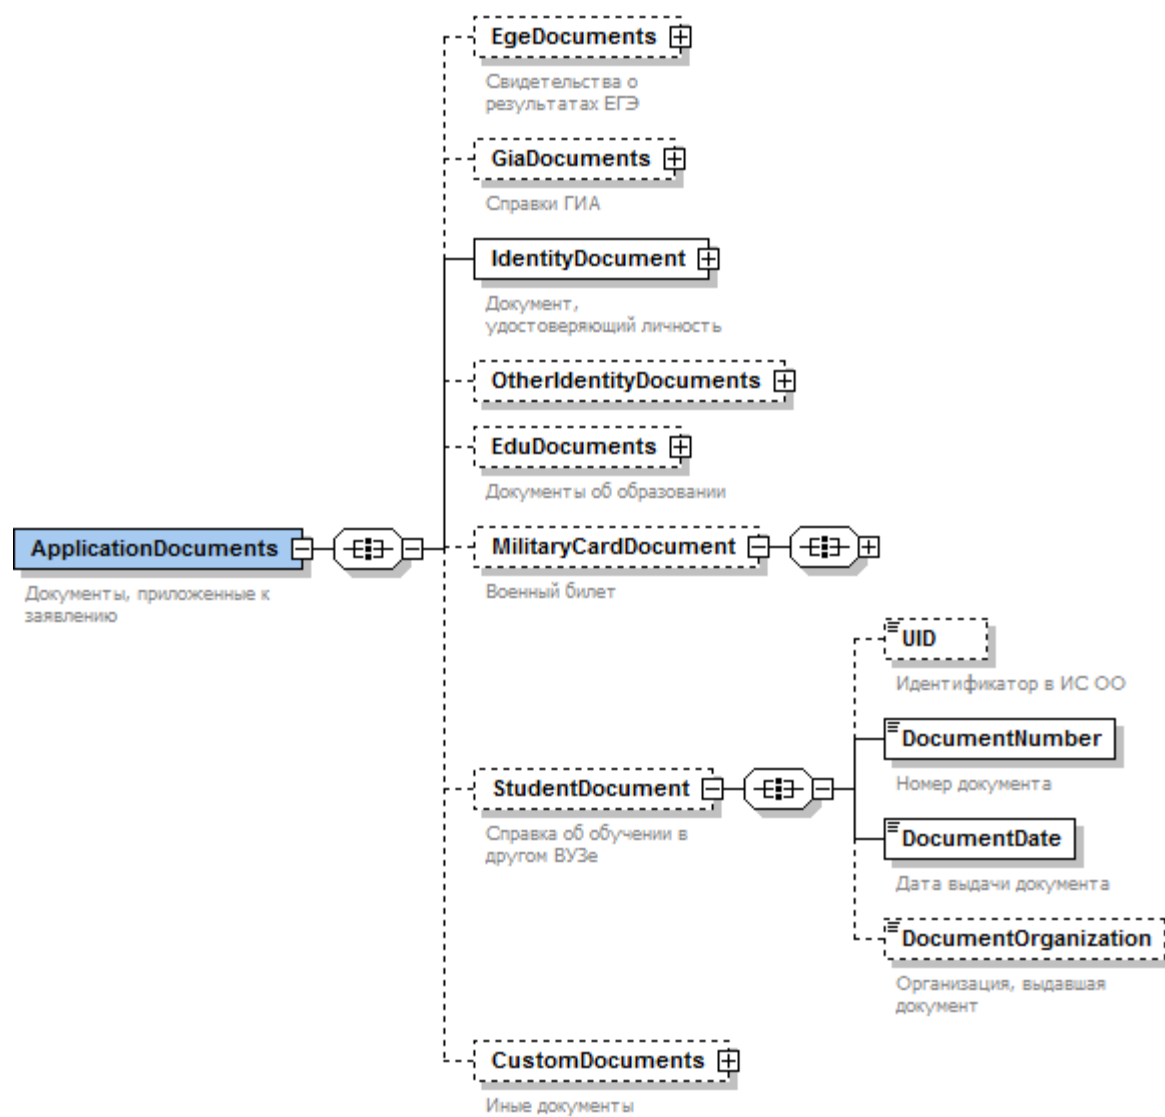 EgeDocuments
Свидетельства о
результатах ЕГЭ
GiaDocuments
Справки ГИА
IdentityDocument
Документ,
удостоверяющий личность
OtherIdentityDocuments
EduDocuments
Документы об образовании
ApplicationDocuments
Документы, приложенные к
заявлению
MilitaryCardDocument
Военный билет
UID
Идентификатор в ИС ОО
DocumentNumber
Номер документа
StudentDocument
Справка об обучении в
другом ВУЗе
DocumentDate
Дата выдачи документа
DocumentOrganization
Организация, выдавшая
документ
CustomDocuments
Иные документы